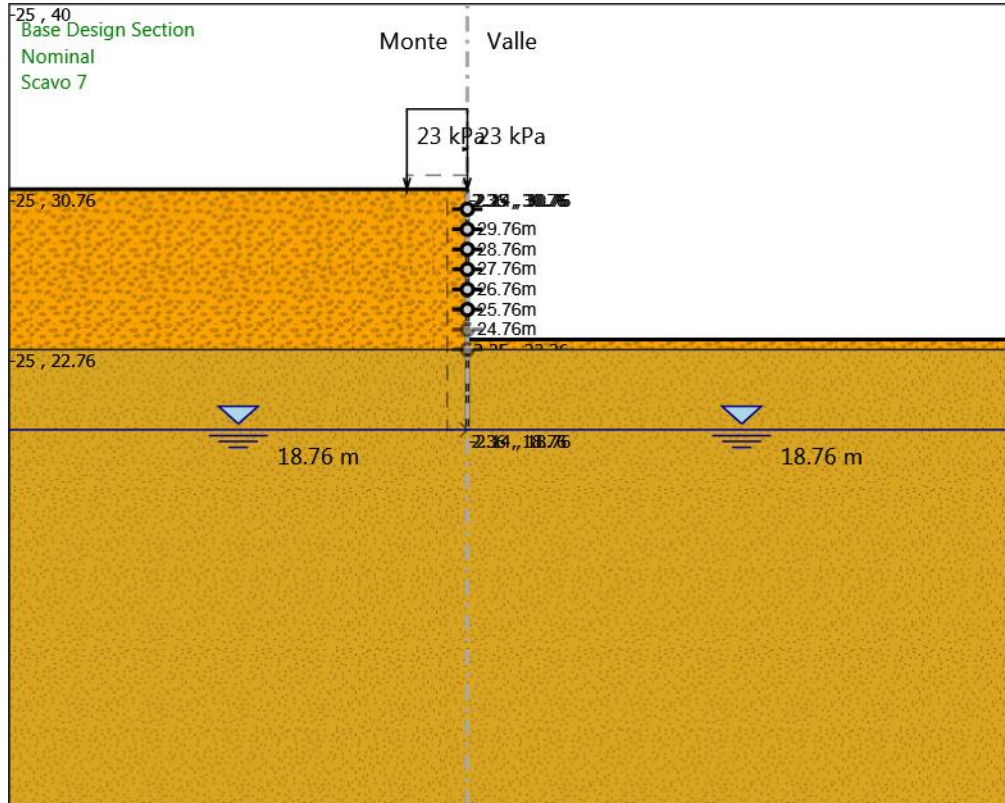 -25 , 40
Base Design Section
Nominal
Scavo 7
Monte
Valle
23 kPa
23 kPa
-25 , 30.76
29.76m
28.76m
27.76m
26.76m
25.76m
24.76m
-25 , 22.76
18.76 m
18.76 m